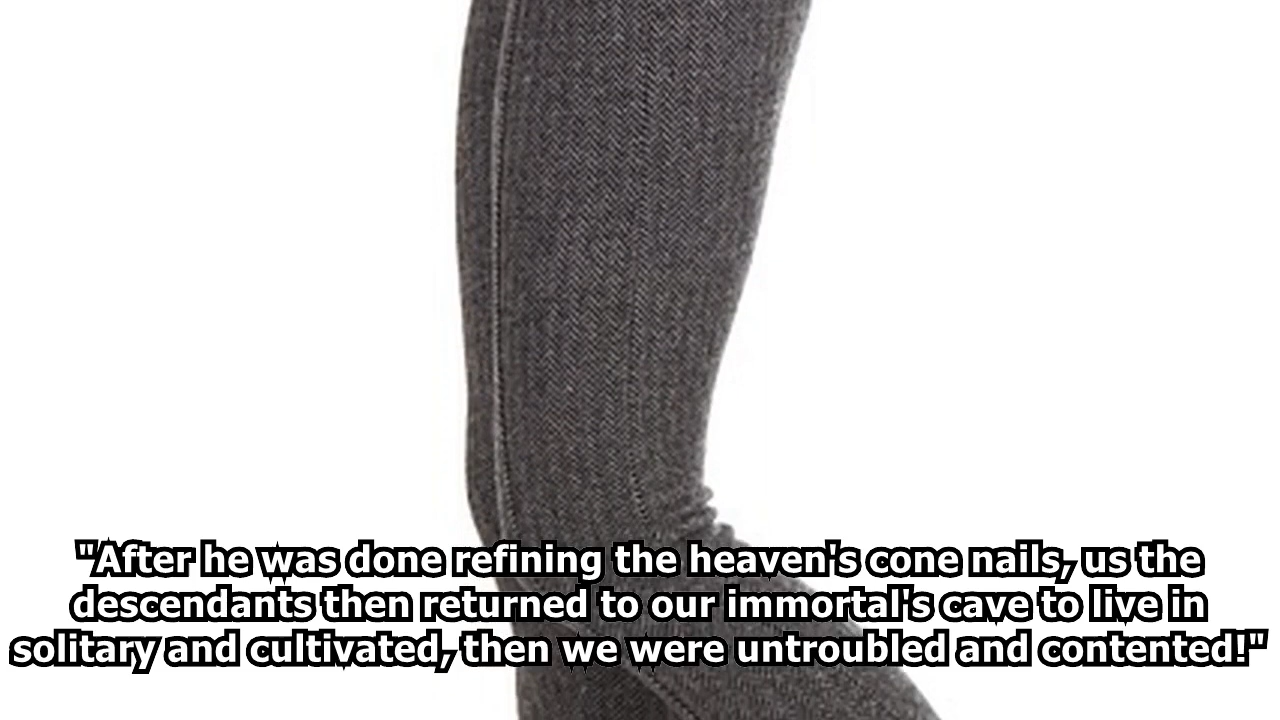 "After he was done refining the heaven's cone nails, us the
descendants then returned to our immortal's cave to live in
solitary and cultivated, then we were untroubled and contented!"